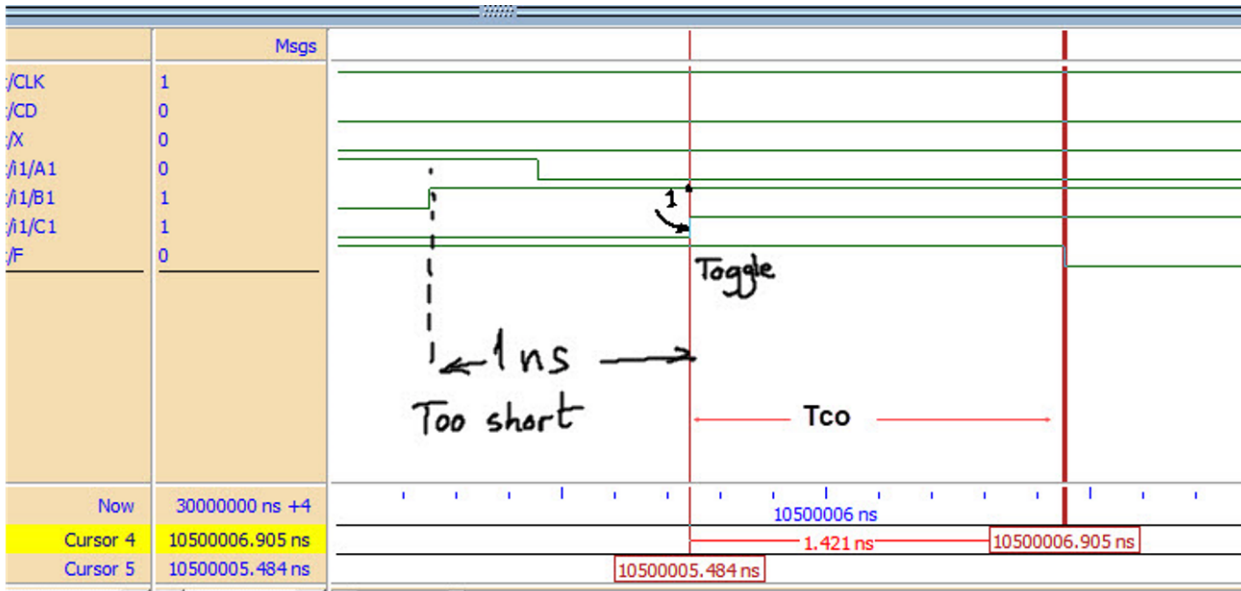 Msgs
/CLK 1
/CD 0
/X 0
/i1/A1 0
/i1/B1 1
/i1/C1 1
/F 0
1
Toggle
1 ns
Too short
Tco
Now 30000000 ns +4
10500006 ns
Cursor 4 10500006.905 ns
1.421 ns
10500006.905 ns
Cursor 5 10500005.484 ns
10500005.484 ns